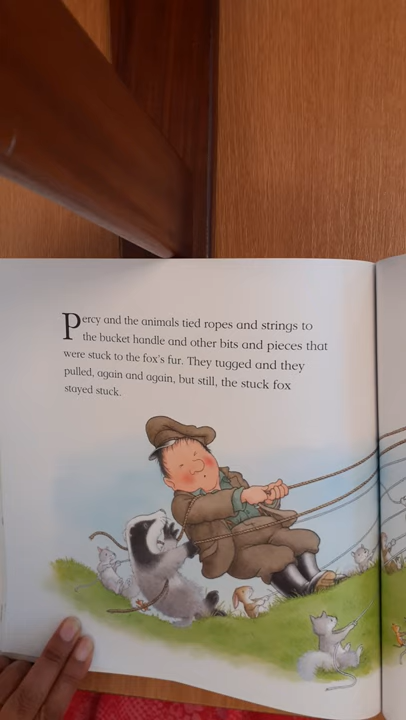 Percy and the animals tied ropes and strings to
the bucket handle and other bits and pieces that
were stuck to the fox's fur. They tugged and they
pulled, again and again, but still, the stuck fox
stayed stuck.